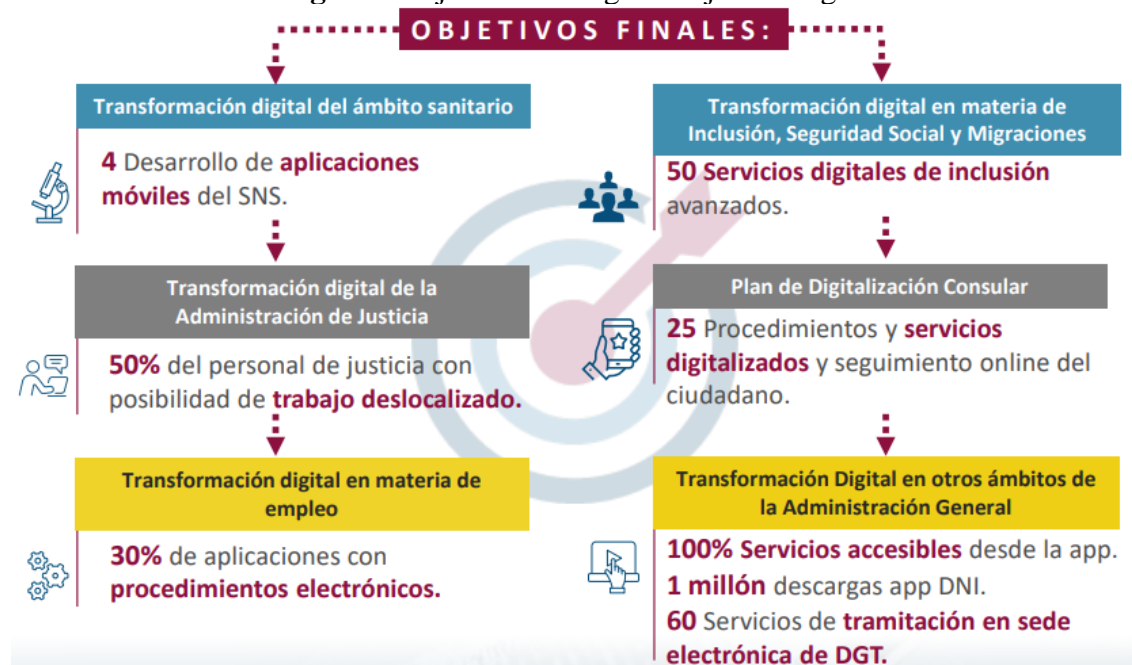 OBJETIVOS FINALES:
Transformación digital del ámbito sanitario
4 Desarrollo de aplicaciones
móviles del SNS.
Transformación digital de la
Administración de Justicia
50% del personal de justicia con
posibilidad de trabajo deslocalizado.
Transformación digital en materia de
empleo
30% de aplicaciones con
procedimientos electrónicos.
Transformación digital en materia de
Inclusión, Seguridad Social y Migraciones
50 Servicios digitales de inclusión
avanzados.
Plan de Digitalización Consular
25 Procedimientos y servicios
digitalizados y seguimiento online del
ciudadano.
Transformación Digital en otros ámbitos de
la Administración General
100% Servicios accesibles desde la app.
1 millón descargas app DNI.
60 Servicios de tramitación en sede
electrónica de DGT.